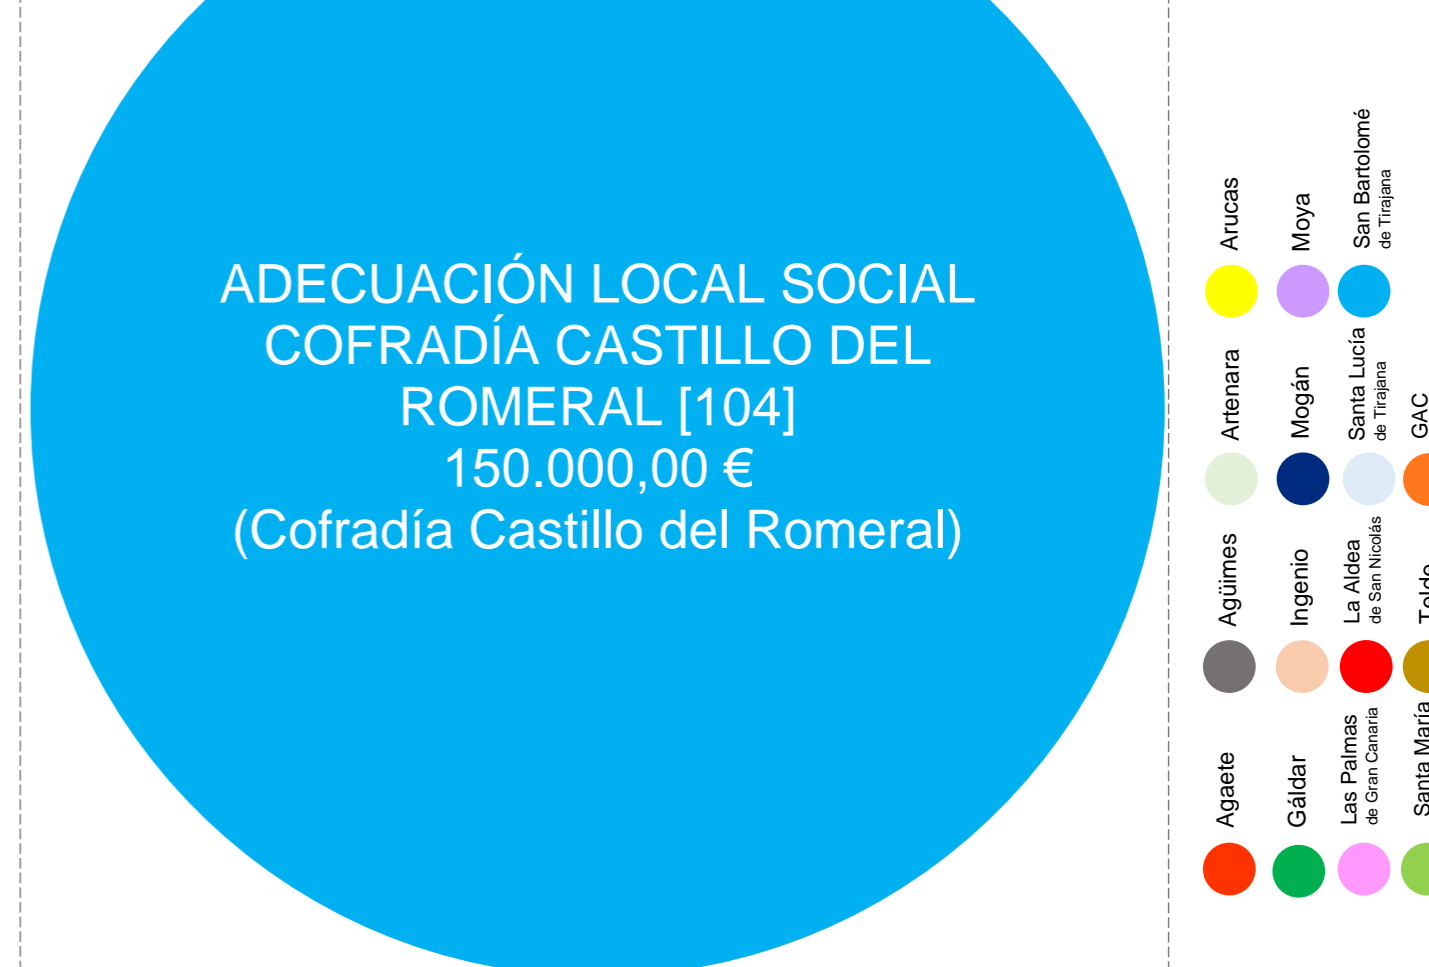 ADECUACIÓN LOCAL SOCIAL
COFRADÍA CASTILLO DEL
ROMERAL [104]
150.000,00 €
(Cofradía Castillo del Romeral)
Agaete
Agüimes
Artenara
Arucas
Gáldar
Ingenio
Mogán
Moya
Las Palmas
de Gran Canaria
La Aldea
de San Nicolás
Santa Lucía
de Tirajana
San Bartolomé
de Tirajana
Santa María
GAC